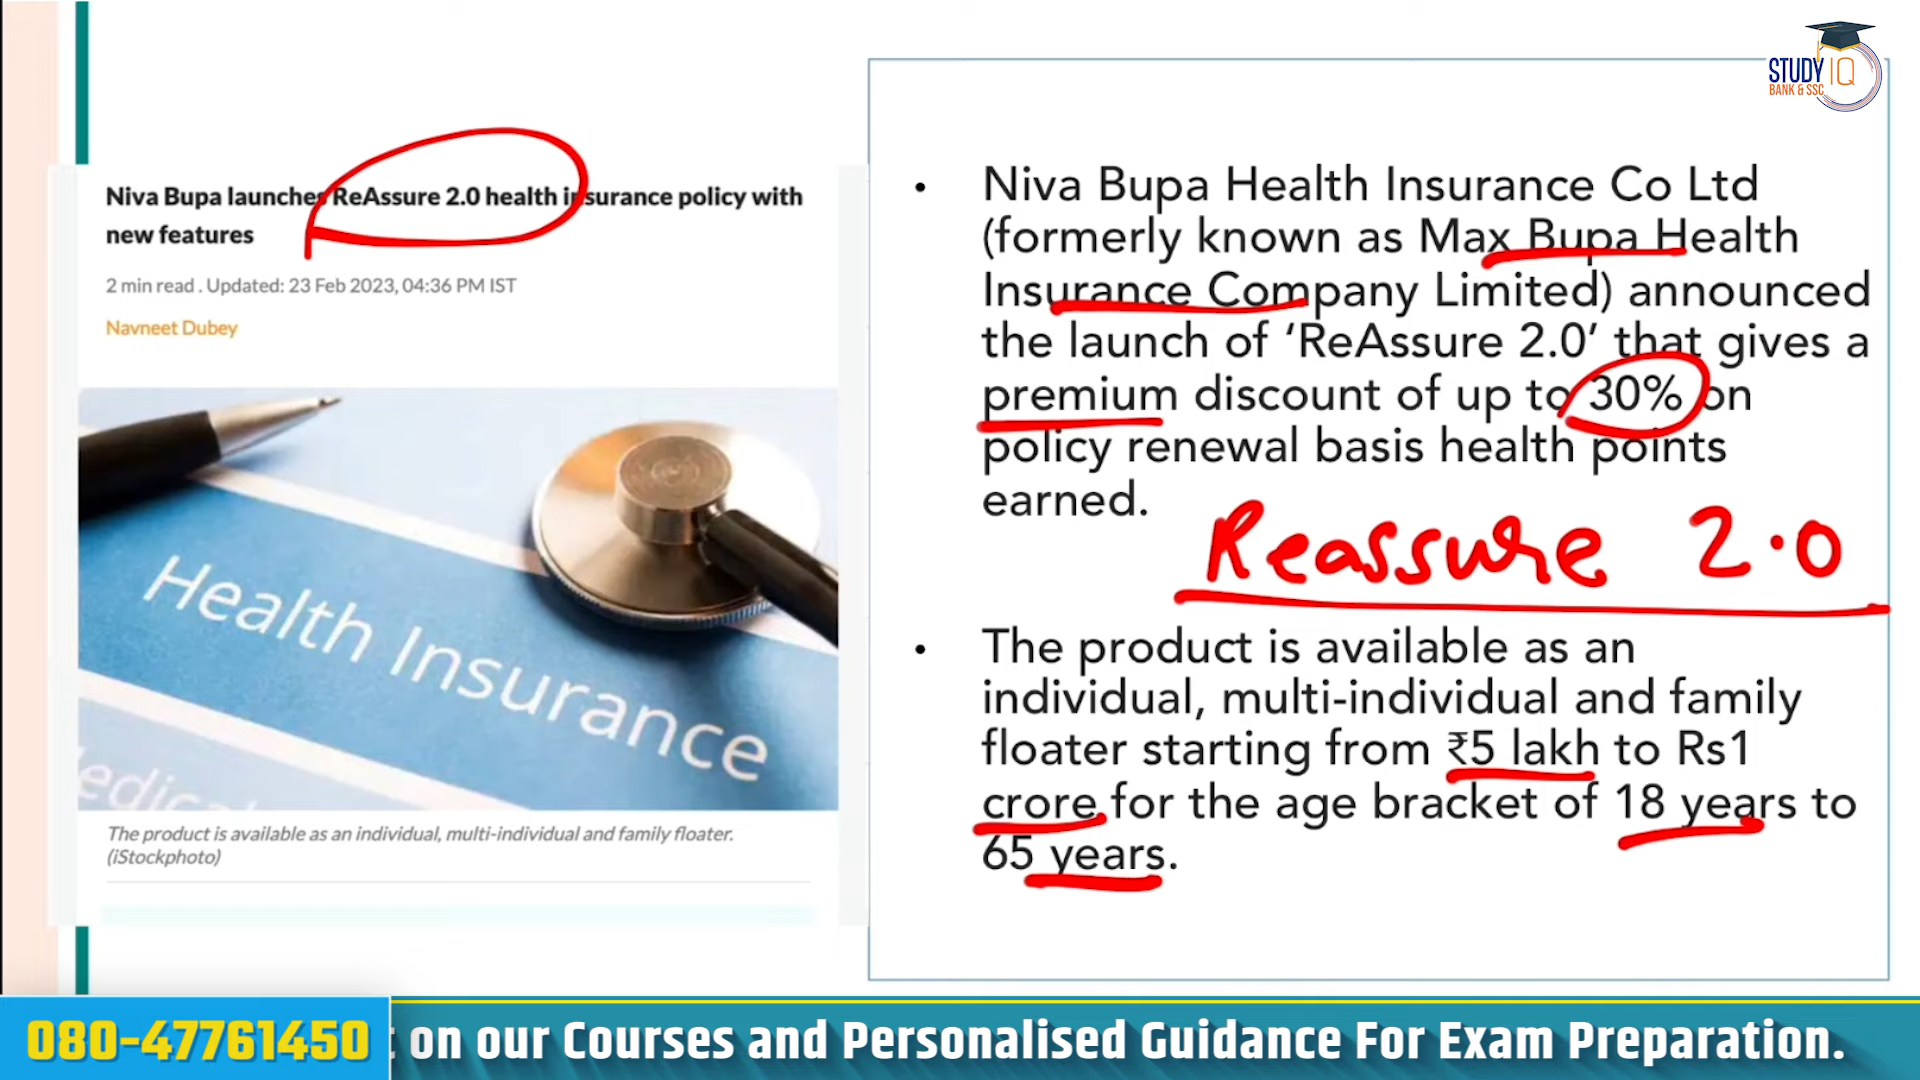 STUDY IQ
BANK & SSC
Niva Bupa launches ReAssure 2.0 health insurance policy with
new features
2 min read . Updated: 23 Feb 2023, 04:36 PM IST
Navneet Dubey
Health Insurance
edical
The product is available as an individual, multi-individual and family floater.
(iStockphoto)
• Niva Bupa Health Insurance Co Ltd
(formerly known as Max Bupa Health
Insurance Company Limited) announced
the launch of ‘ReAssure 2.0’ that gives a
premium discount of up to 30% on
policy renewal basis health points
earned.
Reassure 2.0
• The product is available as an
individual, multi-individual and family
floater starting from ₹5 lakh to Rs1
crore for the age bracket of 18 years to
65 years.
080-47761450 t on our Courses and Personalised Guidance For Exam Preparation.